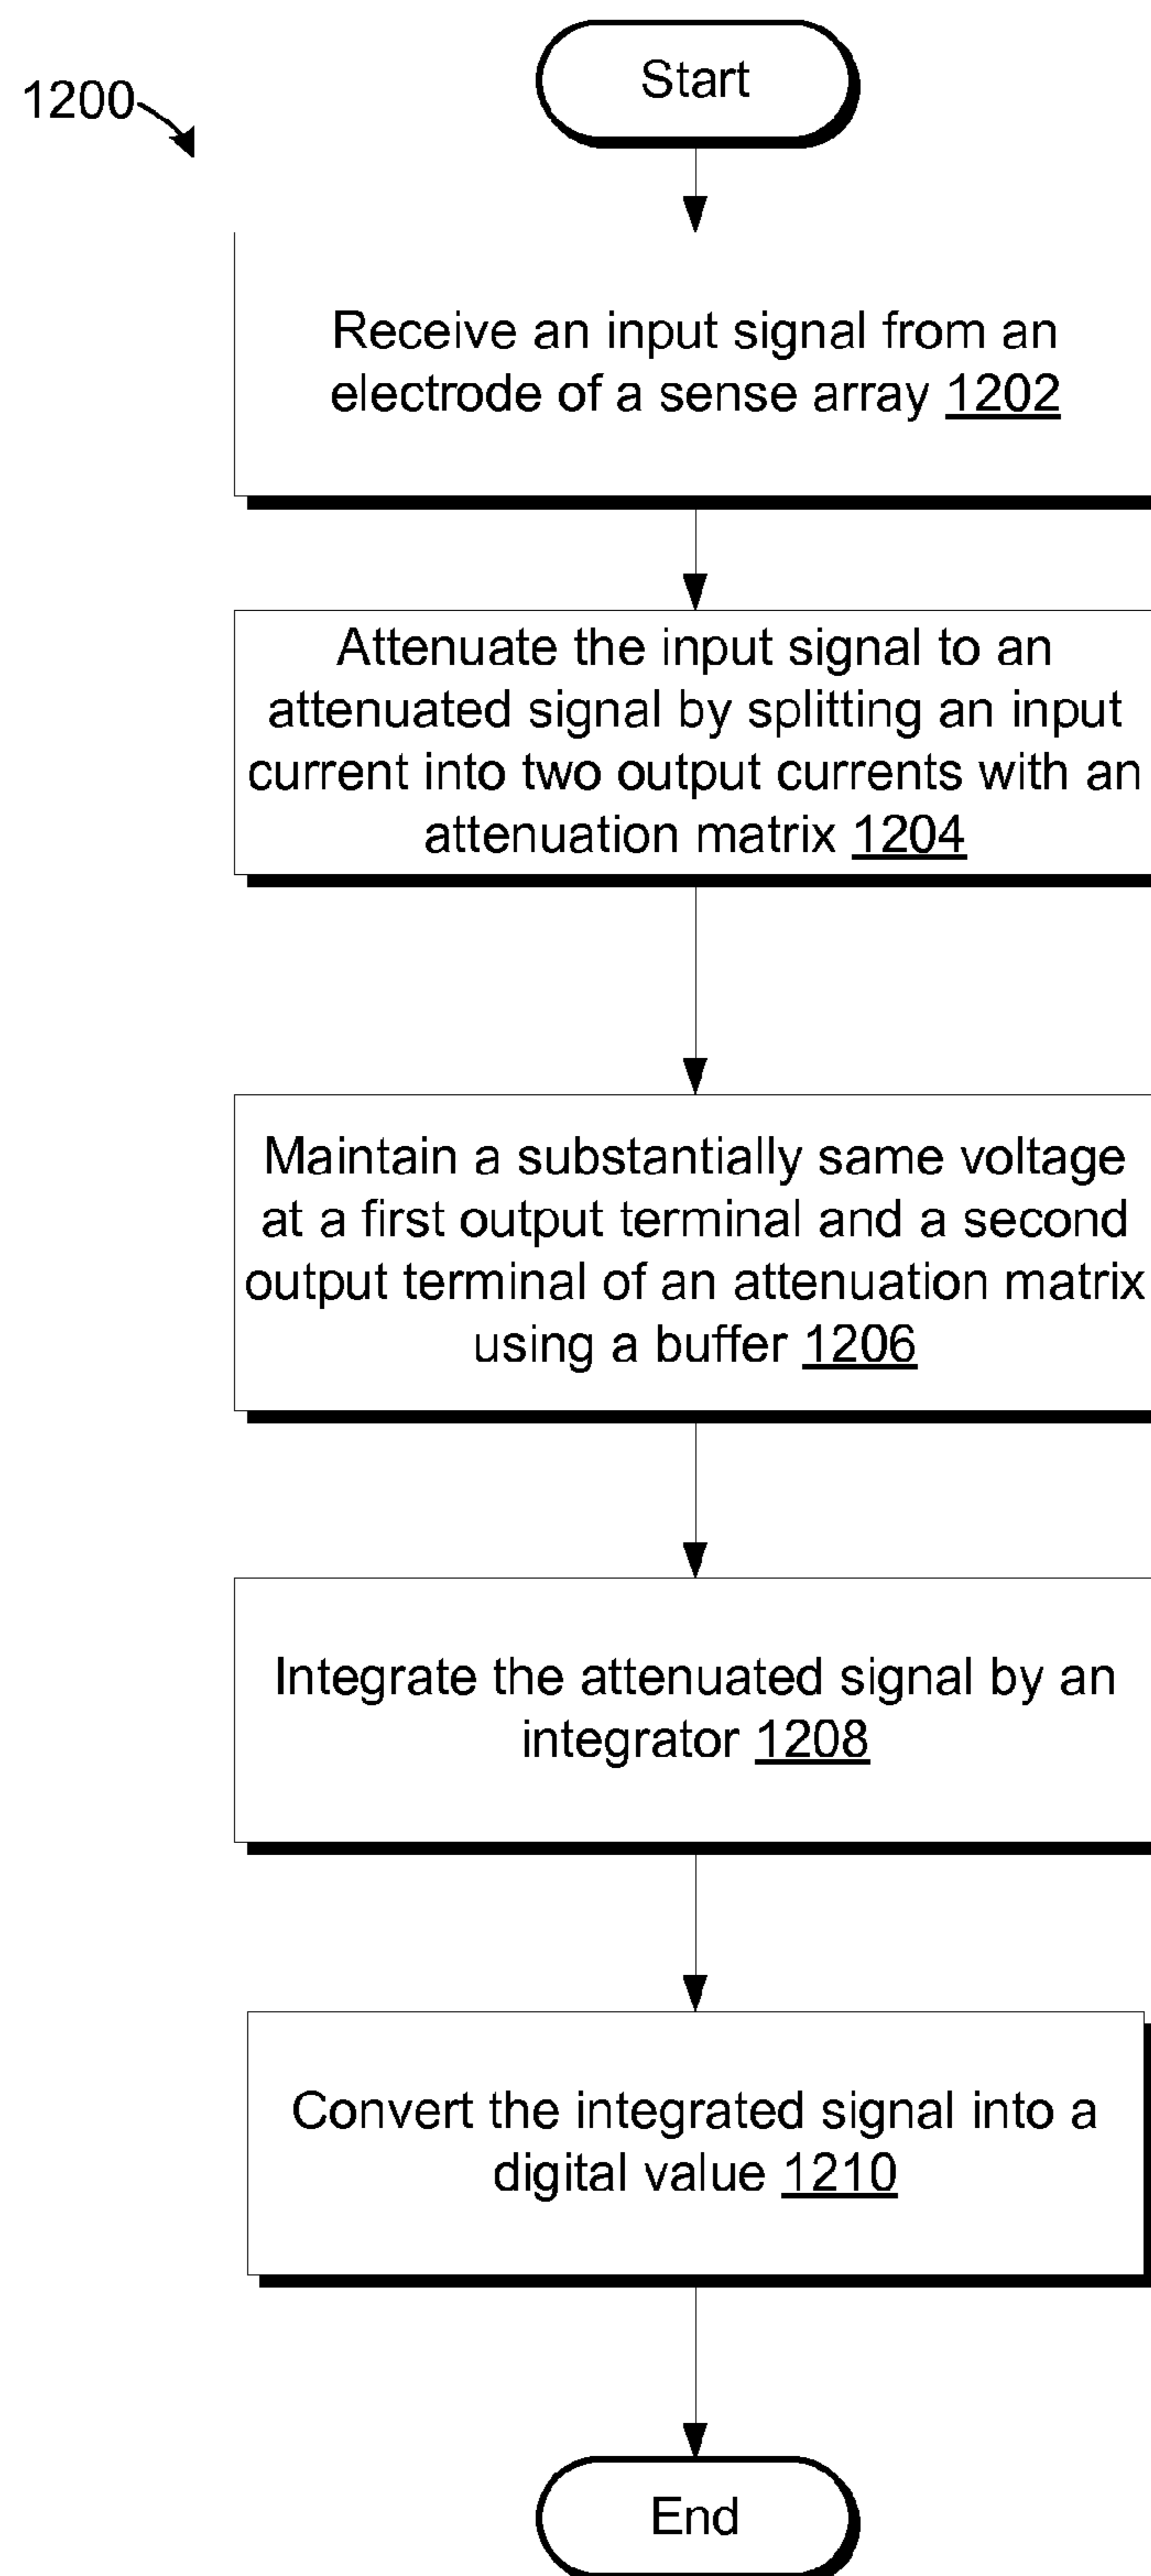 1200
Start
Receive an input signal from an
electrode of a sense array 1202
Attenuate the input signal to an
attenuated signal by splitting an input
current into two output currents with an
attenuation matrix 1204
Maintain a substantially same voltage
at a first output terminal and a second
output terminal of an attenuation matrix
using a buffer 1206
Integrate the attenuated signal by an
integrator 1208
Convert the integrated signal into a
digital value 1210
End